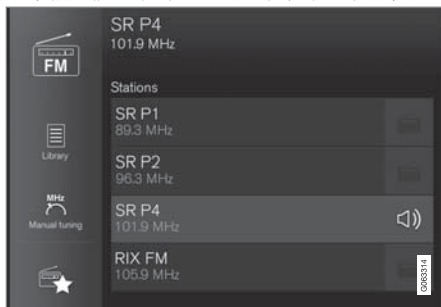 SR P4
101.9 MHz
FM
Stations
SR P1
89.3 MHz
Library
SR P2
96.3 MHz
MHz
Manual tuning
SR P4
101.9 MHz
RIX FM
105.9 MHz
G063314